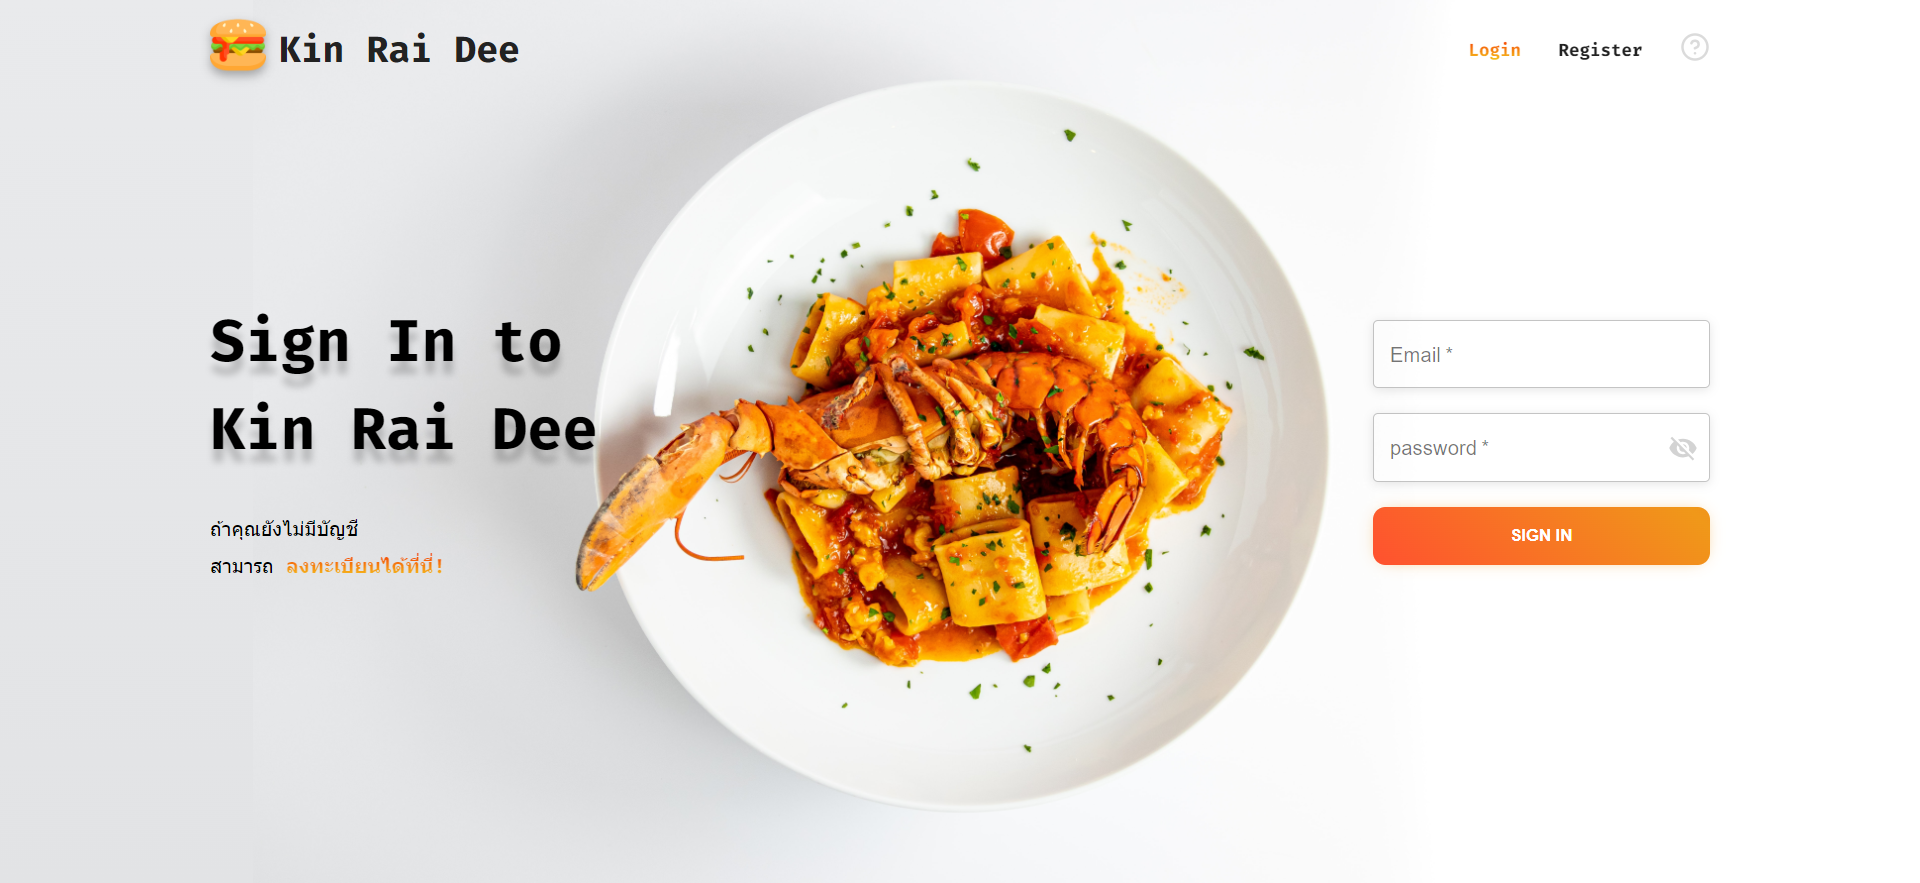 Kin Rai Dee
Login
Register
Sign In to
Kin Rai Dee
ถ้าคุณยังไม่มีบัญชี
สามารถ ลงทะเบียนได้ที่นี่!
Email *
password *
SIGN IN